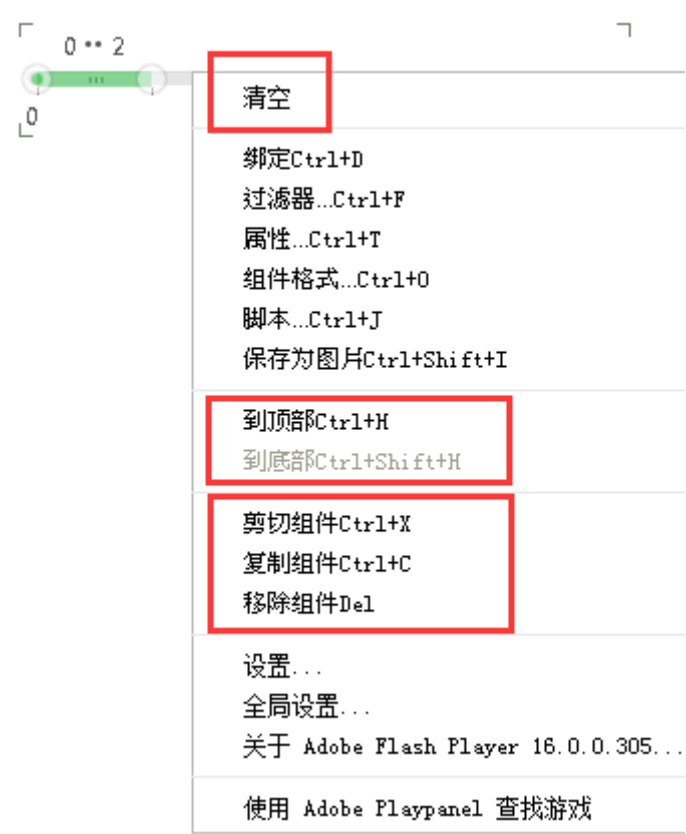 0 •• 2
0
清空
绑定Ctrl+D
过滤器...Ctrl+F
属性...Ctrl+T
组件格式...Ctrl+O
脚本...Ctrl+J
保存为图片Ctrl+Shift+I
到顶部Ctrl+H
到底部Ctrl+Shift+H
剪切组件Ctrl+X
复制组件Ctrl+C
移除组件Del
设置...
全局设置...
关于 Adobe Flash Player 16.0.0.305...
使用 Adobe Playpanel 查找游戏